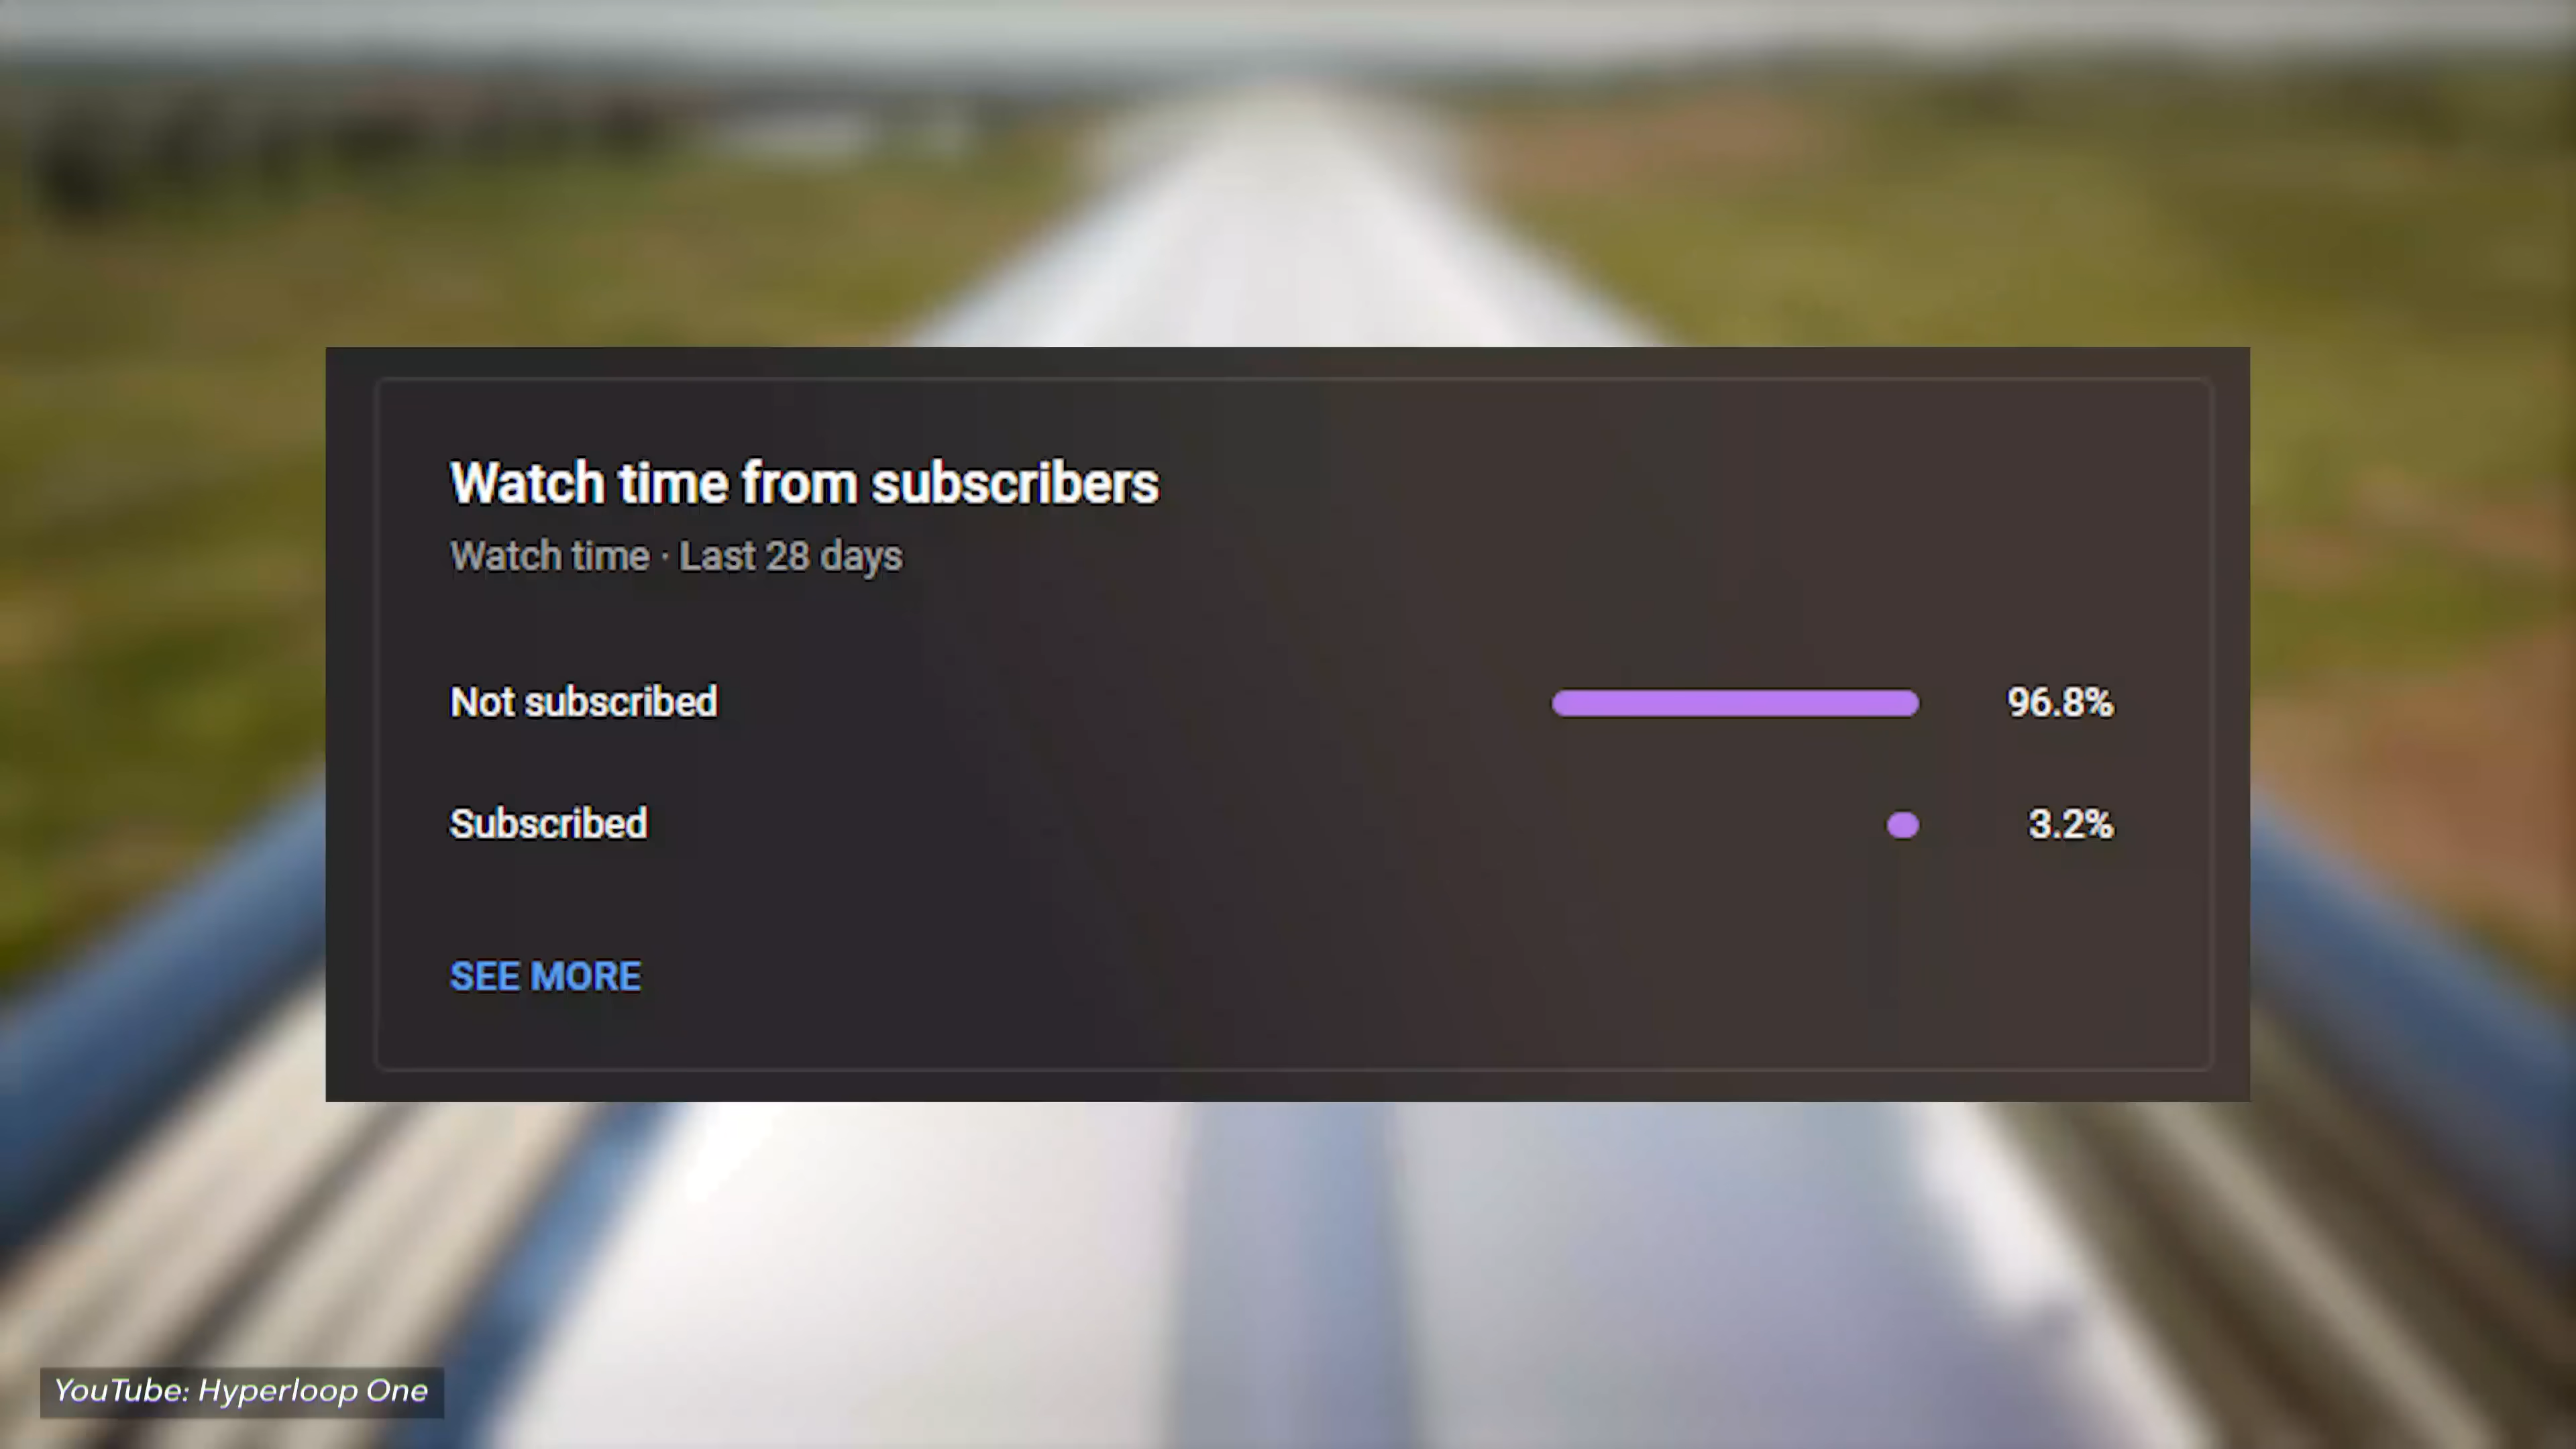 Watch time from subscribers
Watch time · Last 28 days
Not subscribed 96.8%
Subscribed 3.2%
SEE MORE
YouTube: Hyperloop One